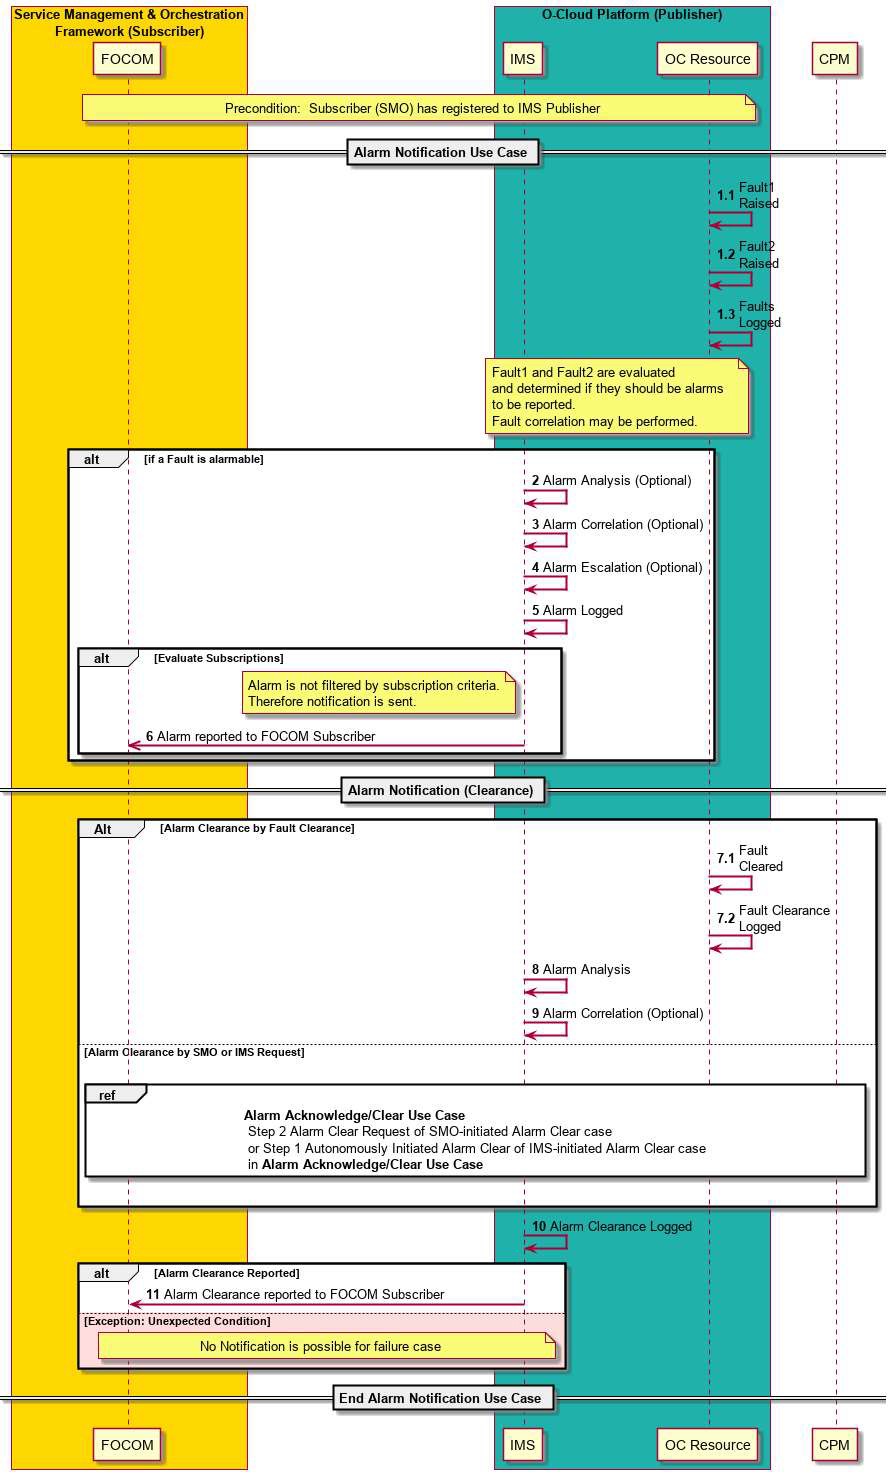 Service Management & Orchestration
Framework (Subscriber)
O-Cloud Platform (Publisher)
FOCOM
IMS
OC Resource
CPM
Precondition:  Subscriber (SMO) has registered to IMS Publisher
Alarm Notification Use Case
1.1 Fault1
Raised
1.2 Fault2
Raised
1.3 Faults
Logged
Fault1 and Fault2 are evaluated
and determined if they should be alarms
to be reported.
Fault correlation may be performed.
alt [if a Fault is alarmable]
2 Alarm Analysis (Optional)
3 Alarm Correlation (Optional)
4 Alarm Escalation (Optional)
5 Alarm Logged
alt [Evaluate Subscriptions]
Alarm is not filtered by subscription criteria.
Therefore notification is sent.
6 Alarm reported to FOCOM Subscriber
Alarm Notification (Clearance)
Alt [Alarm Clearance by Fault Clearance]
7.1 Fault
Cleared
7.2 Fault Clearance
Logged
8 Alarm Analysis
9 Alarm Correlation (Optional)
[Alarm Clearance by SMO or IMS Request]
ref
Alarm Acknowledge/Clear Use Case
Step 2 Alarm Clear Request of SMO-initiated Alarm Clear case
or Step 1 Autonomously Initiated Alarm Clear of IMS-initiated Alarm Clear case
in Alarm Acknowledge/Clear Use Case
10 Alarm Clearance Logged
alt [Alarm Clearance Reported]
11 Alarm Clearance reported to FOCOM Subscriber
[Exception: Unexpected Condition]
No Notification is possible for failure case
End Alarm Notification Use Case
FOCOM
IMS
OC Resource
CPM